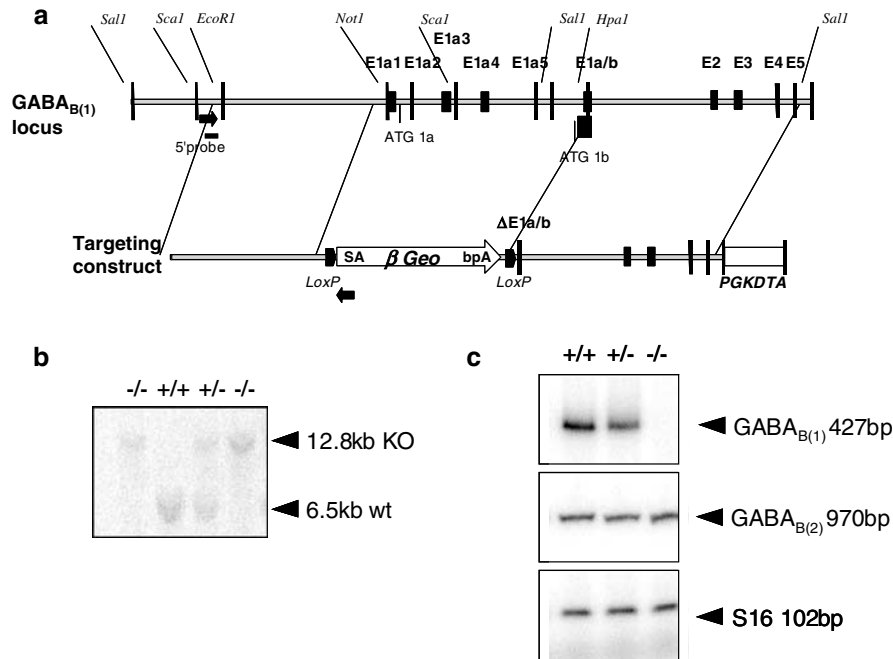 a
Sal1 Sca1 EcoR1 Not1 Sca1 Sal1 Hpa1 Sal1
E1a1 E1a2 E1a3 E1a4 E1a5 E1a/b E2 E3 E4 E5
GABAB(1)
locus
5'probe
ATG 1a
ATG 1b
ΔE1a/b
Targeting
construct
SA β Geo bpA
LoxP
LoxP
PGKDTA
b
-/- +/+ +/- -/-
12.8kb KO
6.5kb wt
c
+/+ +/- -/-
GABAB(1) 427bp
GABAB(2) 970bp
S16 102bp